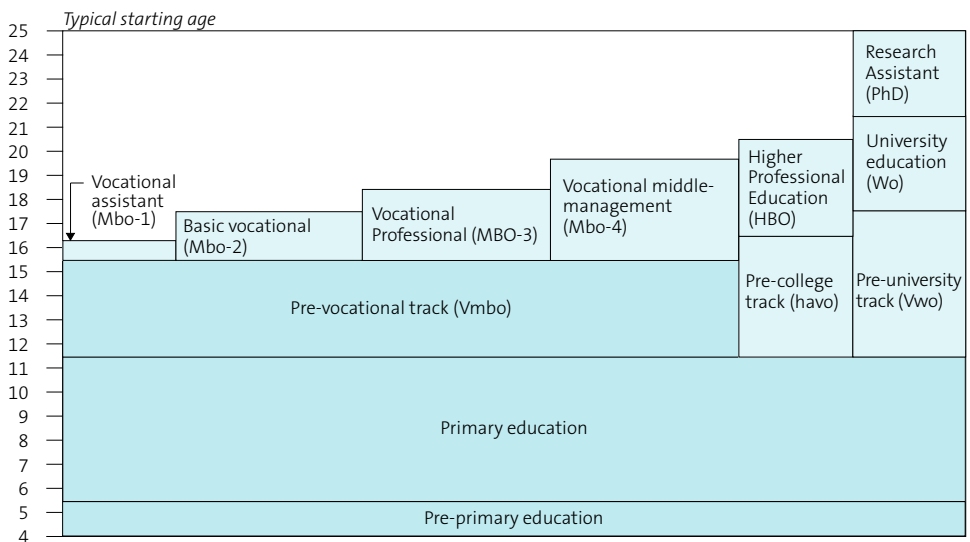 Typical starting age
25
24
23
22
21
20
19
18
17
16
15
14
13
12
11
10
9
8
7
6
5
4
Vocational
assistant
(Mbo-1)
Basic vocational
(Mbo-2)
Vocational
Professional (MBO-3)
Vocational middle-
management
(Mbo-4)
Higher
Professional
Education
(HBO)
Research
Assistant
(PhD)
University
education
(Wo)
Pre-vocational track (Vmbo)
Pre-college
track (havo)
Pre-university
track (Vwo)
Primary education
Pre-primary education